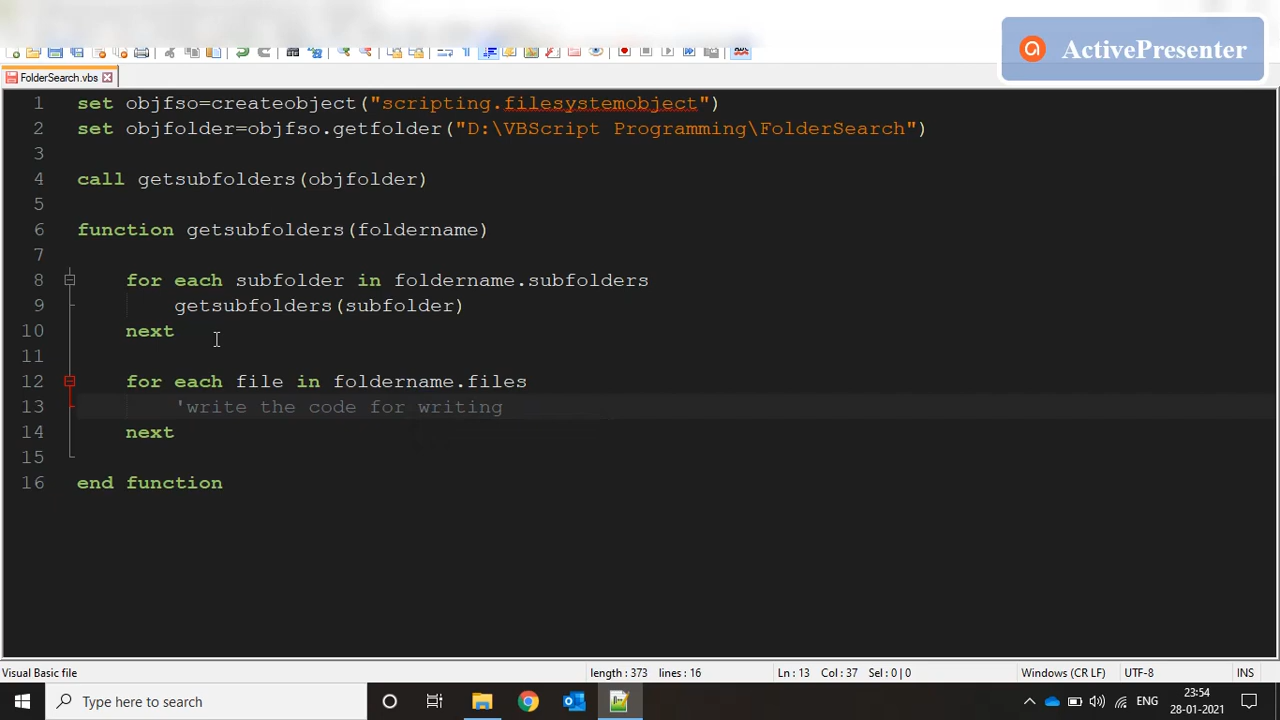 ActivePresenter
FolderSearch.vbs
1 set objfso=createobject("scripting.filesystemobject")
2 set objfolder=objfso.getfolder("D:\VBScript Programming\FolderSearch")
3
4 call getsubfolders(objfolder)
5
6 function getsubfolders(foldername)
7
8 for each subfolder in foldername.subfolders
9 getsubfolders(subfolder)
10 next
11
12 for each file in foldername.files
13 'write the code for writing
14 next
15
16 end function
Visual Basic file length : 373 lines : 16 Ln : 13 Col : 37 Sel : 0 | 0 Windows (CR LF) UTF-8 INS
Type here to search ENG 23:54
28-01-2021